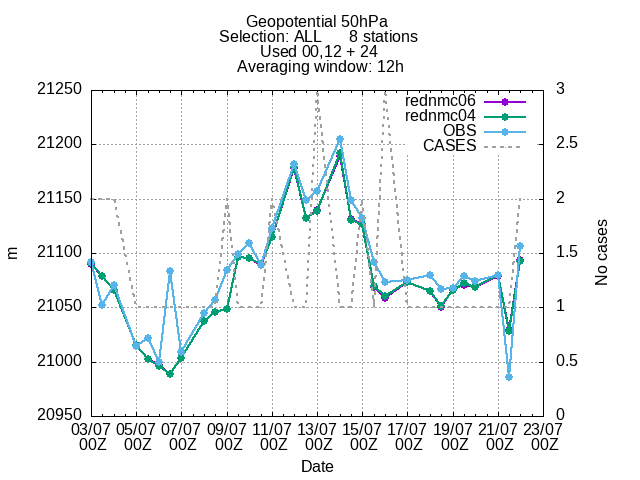 Geopotential 50hPa
Selection: ALL      8 stations
Used 00,12 + 24
Averaging window: 12h
rednmc06
rednmc04
OBS
CASES
21250
21200
21150
21100
21050
21000
20950
m
3
2.5
2
1.5
1
0.5
0
No cases
03/07 05/07 07/07 09/07 11/07 13/07 15/07 17/07 19/07 21/07 23/07
00Z 00Z 00Z 00Z 00Z 00Z 00Z 00Z 00Z 00Z 00Z
Date